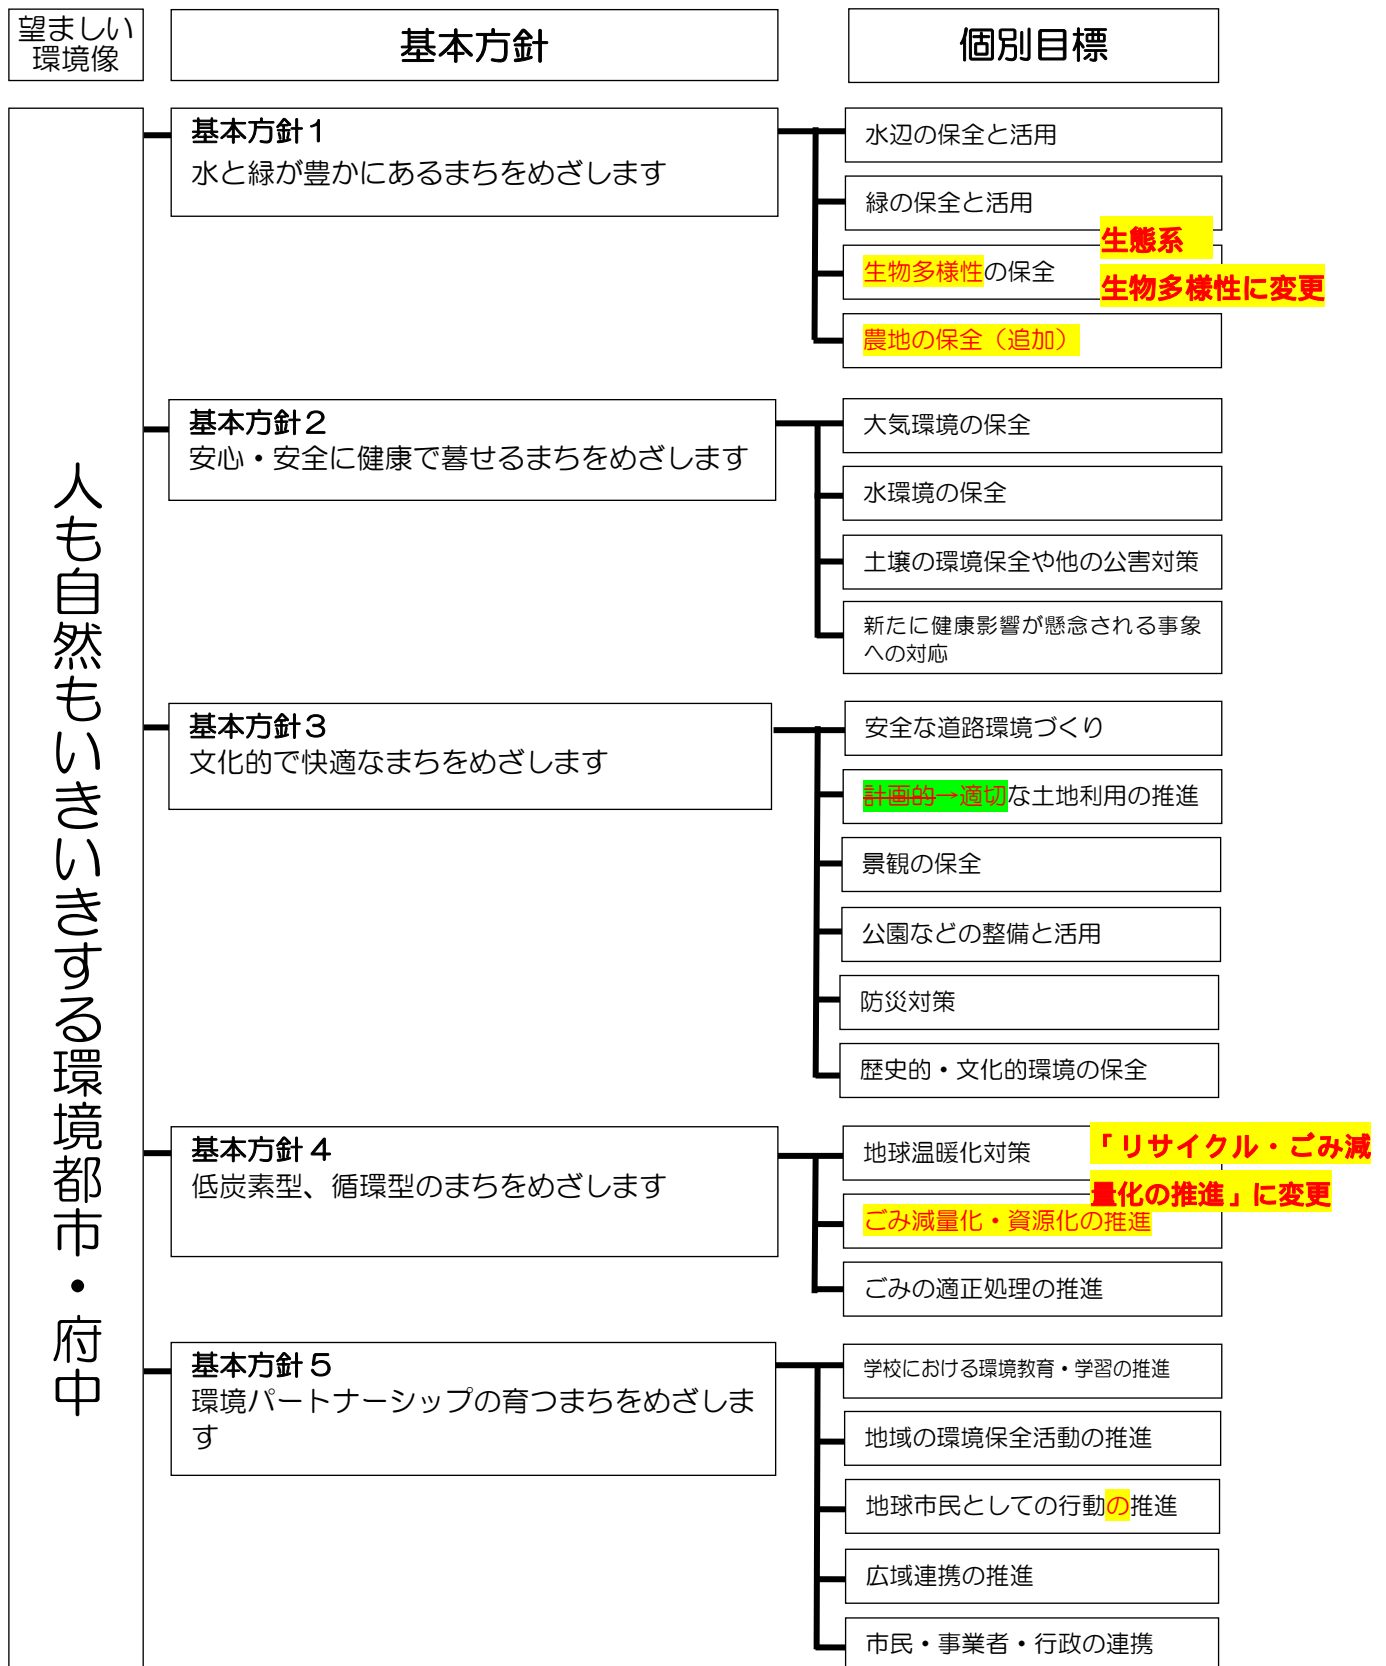 望ましい
環境像
基本方針
個別目標
人も自然もいきいきする環境都市・府中
基本方針1
水と緑が豊かにあるまちをめざします
水辺の保全と活用
緑の保全と活用
生態系
生物多様性の保全
生物多様性に変更
農地の保全（追加）
基本方針2
安心・安全に健康で暮せるまちをめざします
大気環境の保全
水環境の保全
土壌の環境保全や他の公害対策
新たに健康影響が懸念される事象
への対応
基本方針3
文化的で快適なまちをめざします
安全な道路環境づくり
計画的→適切な土地利用の推進
景観の保全
公園などの整備と活用
防災対策
歴史的・文化的環境の保全
基本方針4
低炭素型、循環型のまちをめざします
地球温暖化対策
「リサイクル・ごみ減
量化の推進」に変更
ごみ減量化・資源化の推進
ごみの適正処理の推進
基本方針5
環境パートナーシップの育つまちをめざしま
す
学校における環境教育・学習の推進
地域の環境保全活動の推進
地球市民としての行動の推進
広域連携の推進
市民・事業者・行政の連携